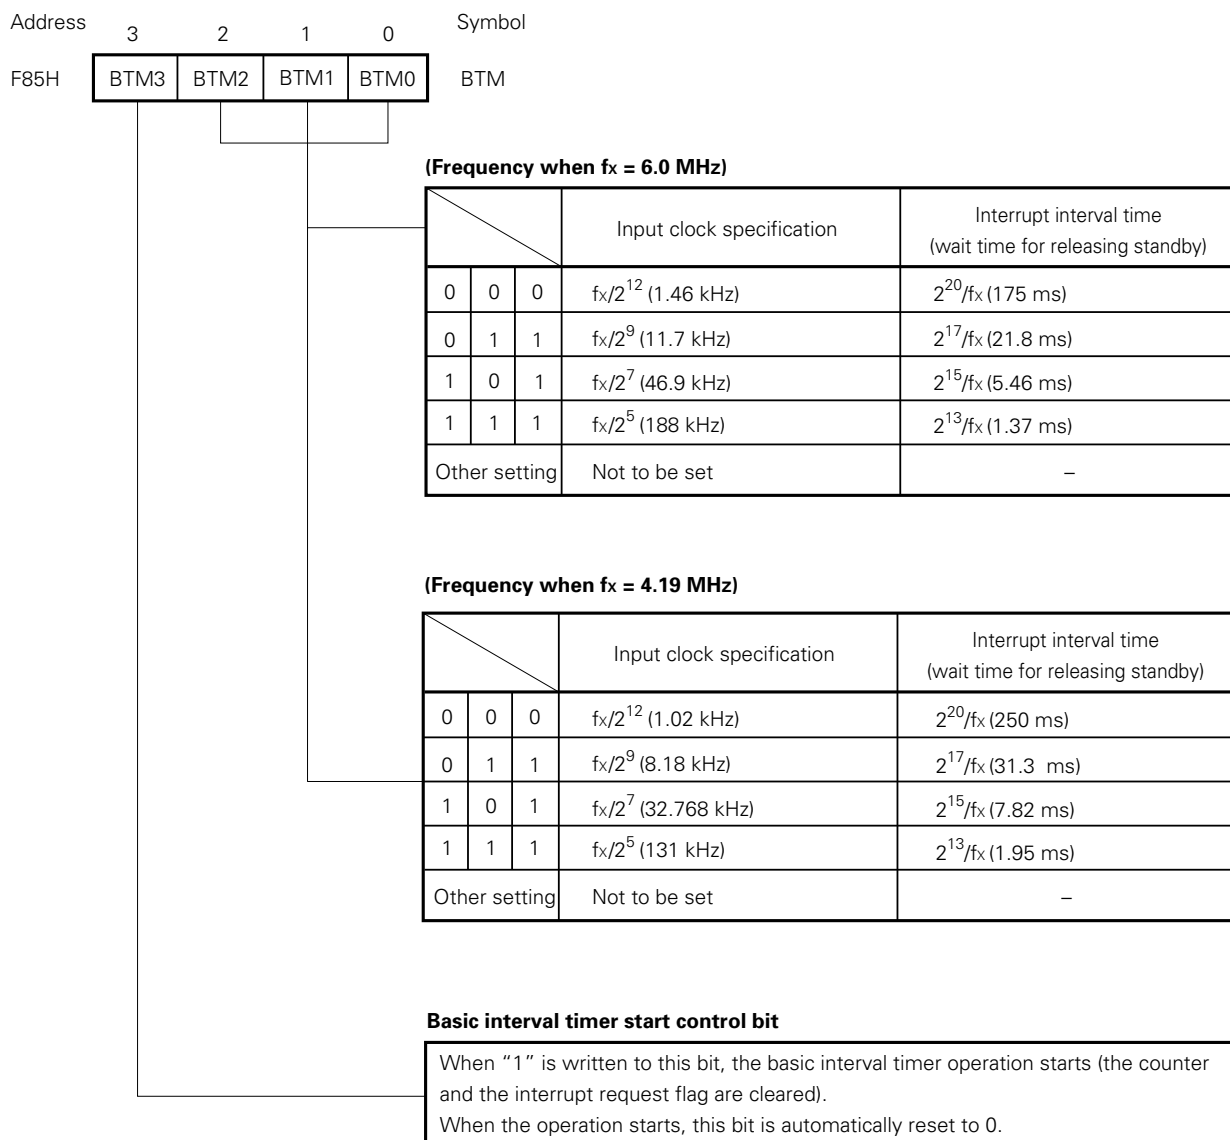 Address 3 2 1 0 Symbol
F85H BTM3 BTM2 BTM1 BTM0 BTM
(Frequency when fx = 6.0 MHz)
Input clock specification
Interrupt interval time
(wait time for releasing standby)
0 0 0 fx/2^12 (1.46 kHz) 2^20/fx (175 ms)
0 1 1 fx/2^9 (11.7 kHz) 2^17/fx (21.8 ms)
1 0 1 fx/2^7 (46.9 kHz) 2^15/fx (5.46 ms)
1 1 1 fx/2^5 (188 kHz) 2^13/fx (1.37 ms)
Other setting Not to be set –
(Frequency when fx = 4.19 MHz)
Input clock specification
Interrupt interval time
(wait time for releasing standby)
0 0 0 fx/2^12 (1.02 kHz) 2^20/fx (250 ms)
0 1 1 fx/2^9 (8.18 kHz) 2^17/fx (31.3 ms)
1 0 1 fx/2^7 (32.768 kHz) 2^15/fx (7.82 ms)
1 1 1 fx/2^5 (131 kHz) 2^13/fx (1.95 ms)
Other setting Not to be set –
Basic interval timer start control bit
When “1” is written to this bit, the basic interval timer operation starts (the counter
and the interrupt request flag are cleared).
When the operation starts, this bit is automatically reset to 0.